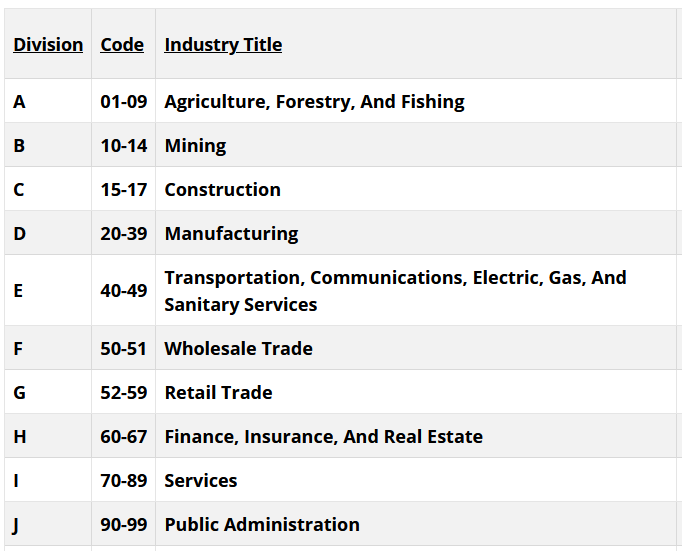 Division Code Industry Title
A 01-09 Agriculture, Forestry, And Fishing
B 10-14 Mining
C 15-17 Construction
D 20-39 Manufacturing
E 40-49 Transportation, Communications, Electric, Gas, And
Sanitary Services
F 50-51 Wholesale Trade
G 52-59 Retail Trade
H 60-67 Finance, Insurance, And Real Estate
I 70-89 Services
J 90-99 Public Administration